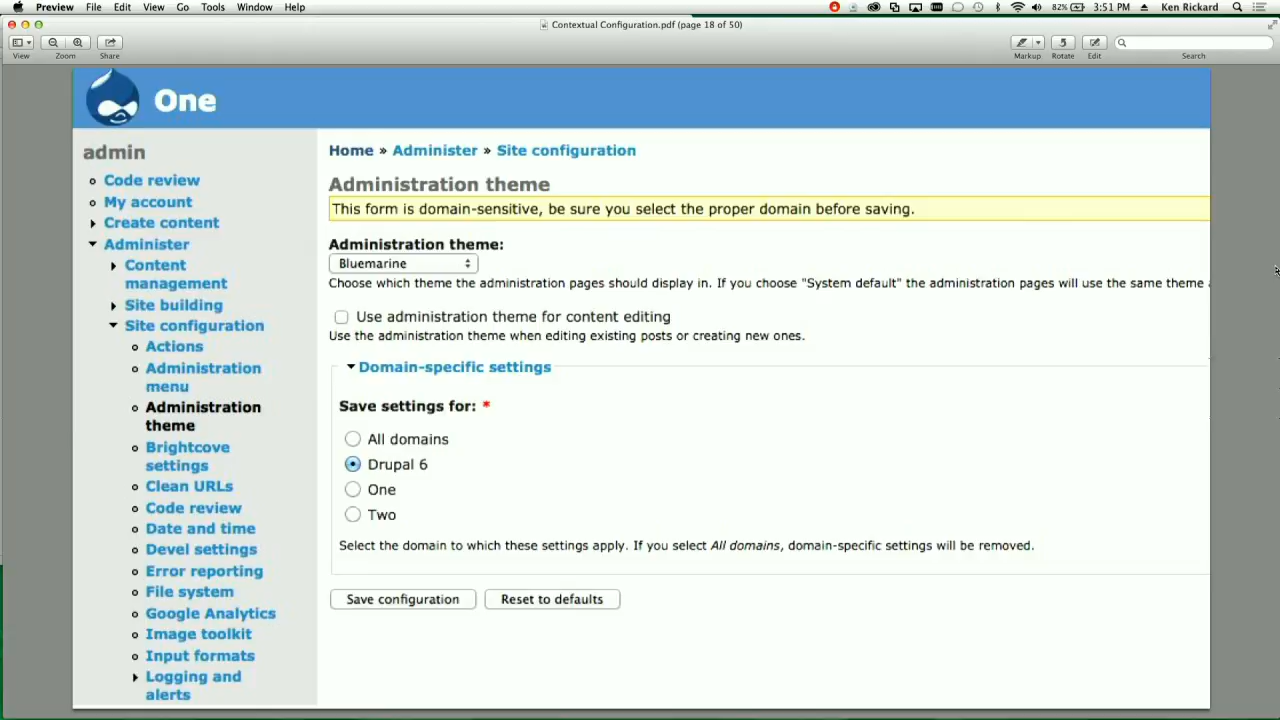 Preview File Edit View Go Tools Window Help 82% 3:51 PM Ken Rickard
Contextual Configuration.pdf (page 18 of 50)
View Zoom Share Markup Rotate Edit Search
One
admin
Code review
My account
Create content
Administer
Content
management
Site building
Site configuration
Actions
Administration
menu
Administration
theme
Brightcove
settings
Clean URLs
Code review
Date and time
Devel settings
Error reporting
File system
Google Analytics
Image toolkit
Input formats
Logging and
alerts
Home » Administer » Site configuration
Administration theme
This form is domain-sensitive, be sure you select the proper domain before saving.
Administration theme:
Bluemarine
Choose which theme the administration pages should display in. If you choose "System default" the administration pages will use the same theme
Use administration theme for content editing
Use the administration theme when editing existing posts or creating new ones.
Domain-specific settings
Save settings for: *
All domains
Drupal 6
One
Two
Select the domain to which these settings apply. If you select All domains, domain-specific settings will be removed.
Save configuration Reset to defaults